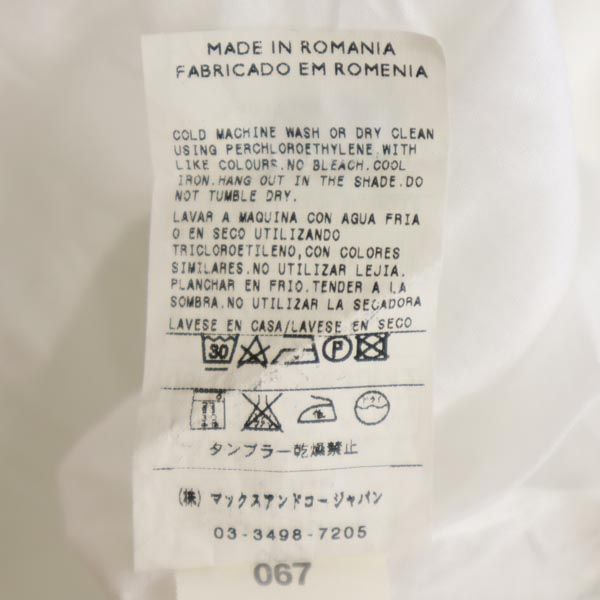 MADE IN ROMANIA
FABRICADO EM ROMENIA
COLD MACHINE WASH OR DRY CLEAN
USING PERCHLOROETHYLENE.WITH
LIKE COLOURS.NO BLEACH.COOL
IRON.HANG OUT IN THE SHADE.DO
NOT TUMBLE DRY.
LAVAR A MAQUINA CON AGUA FRIA
O EN SECO UTILIZANDO
TRICLOROETILENO,CON COLORES
SIMILARES.NO UTILIZAR LEJIA.
PLANCHAR EN FRIO.TENDER A LA
SOMBRA.NO UTILIZAR LA SECADORA
LAVESE EN CASA/LAVESE EN SECO
30 P
タンブラー乾燥禁止
(株) マックスアンドコージャパン
03-3498-7205
067